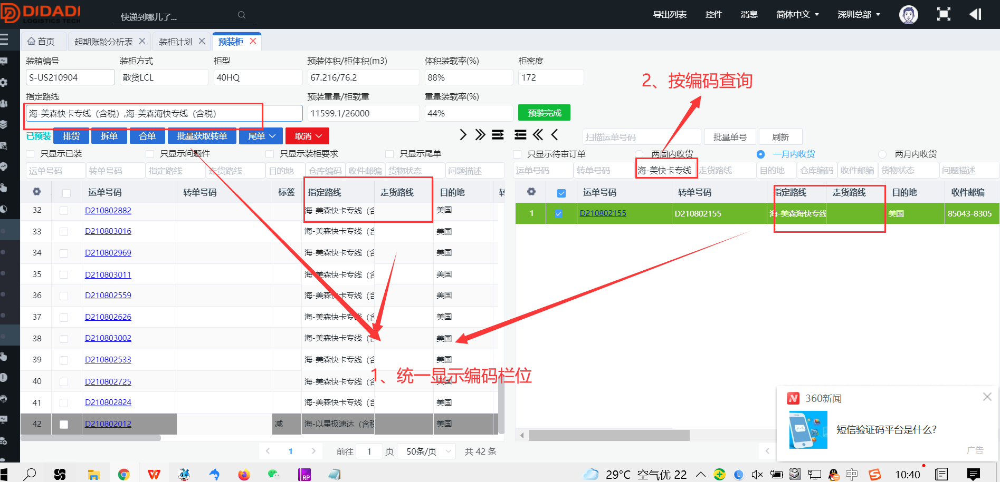 DIDADI
LOGISTICS TECH
快递到哪儿了...
导出列表 控件 消息 简体中文 深圳总部
首页 超期账龄分析表 装柜计划 预装柜
装箱编号 装柜方式 柜型 预装体积/柜体积(m3) 体积装载率(%) 柜密度
S-US210904 散货LCL 40HQ 67.216/76.2 88% 172
2、按编码查询
指定路线 预装重量/柜载重 重量装载率(%)
海-美森快卡专线（含税）,海-美森海快专线（含税） 11599.1/26000 44% 预装完成
已预装 排货 拆单 合单 批量获取转单 尾单 取消 扫描运单号码 批量单号 刷新
只显示已装 只显示问题件 只显示装柜要求 只显示尾单 只显示待审订单 两周内收货 一月内收货 两月内收货
运单号码 转单号码 指定路线 走货路线 目的地 仓库编码 收件邮编 货物状态 问题描述 运单号码 转单号码 海-美快卡专线 走货路线 目的地 仓库编码 收件邮编 货物状态 问题描述
运单号码 转单号码 标签 指定路线 走货路线 目的地 转 运单号码 转单号码 指定路线 走货路线 目的地 收件邮编
32 D210802882 海-美森快卡专线（含 美国 1 D210802155 D210802155 海-美森海快专线 美国 85043-8305
33 D210803016 海-美森快卡专线（含 美国
34 D210802969 海-美森快卡专线（含 美国
35 D210803011 海-美森快卡专线（含 美国
36 D210802559 海-美森快卡专线（含 美国
37 D210802626 海-美森快卡专线（含 美国
38 D210803002 海-美森快卡专线（含 美国
39 D210802533 海-美森快卡专线（含 美国
1、统一显示编码栏位
40 D210802725 海-美森快卡专线（含 美国
41 D210802824 海-美森快卡专线（含 美国
42 D210802012 减 海-以星极速达（含税 美国
360新闻
短信验证码平台是什么?
广告
1 前往 1 页 50条/页 共 42 条
29°C 空气优 22 中 10:40